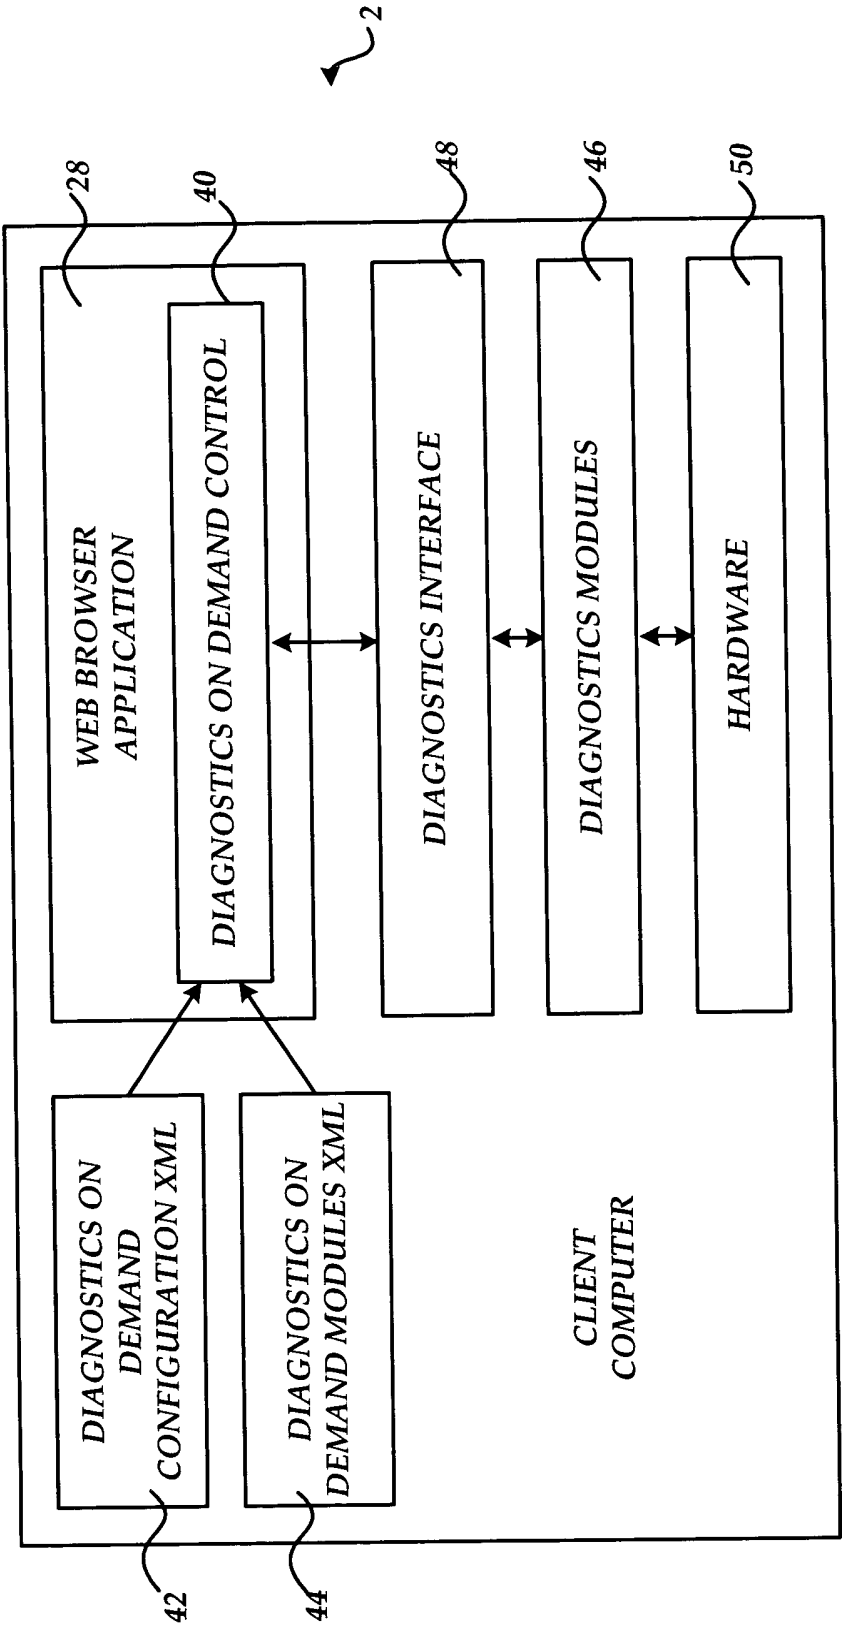 2
28
WEB BROWSER
APPLICATION
40
DIAGNOSTICS ON DEMAND CONTROL
42
DIAGNOSTICS ON
DEMAND
CONFIGURATION XML
44
DIAGNOSTICS ON
DEMAND MODULES XML
48
DIAGNOSTICS INTERFACE
46
DIAGNOSTICS MODULES
50
HARDWARE
CLIENT
COMPUTER